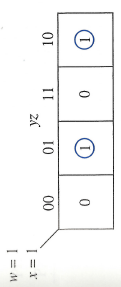 w = 1
x = 1 yz
00 01 11 10
0 1 0 1